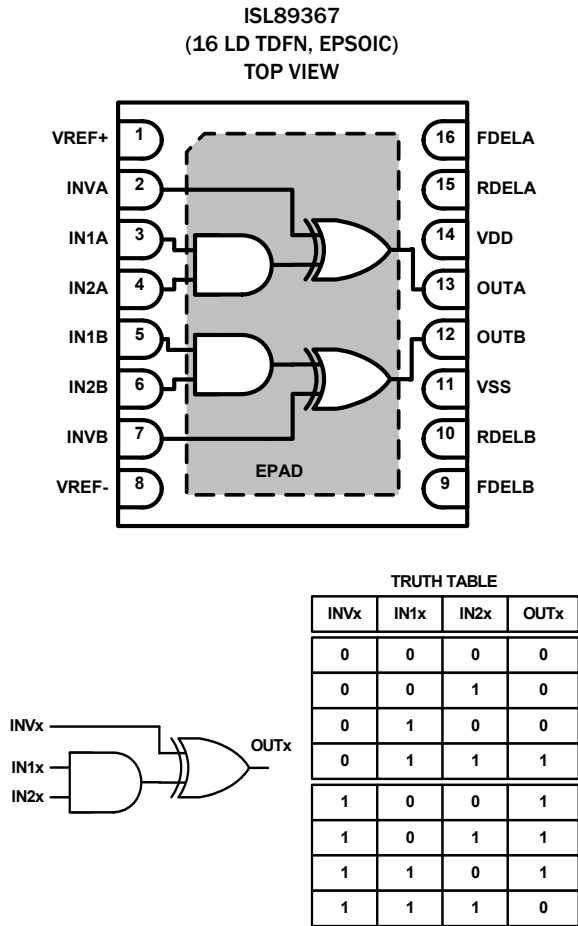 ISL89367
(16 LD TDFN, EPSOIC)
TOP VIEW
VREF+ 1 16 FDELA
INVA 2 15 RDELA
IN1A 3 14 VDD
IN2A 4 13 OUTA
IN1B 5 12 OUTB
IN2B 6 11 VSS
INVB 7 10 RDELB
VREF- 8 9 FDELB
EPAD
INVx
IN1x
IN2x
OUTx
TRUTH TABLE
INVx IN1x IN2x OUTx
0 0 0 0
0 0 1 0
0 1 0 0
0 1 1 1
1 0 0 1
1 0 1 1
1 1 0 1
1 1 1 0